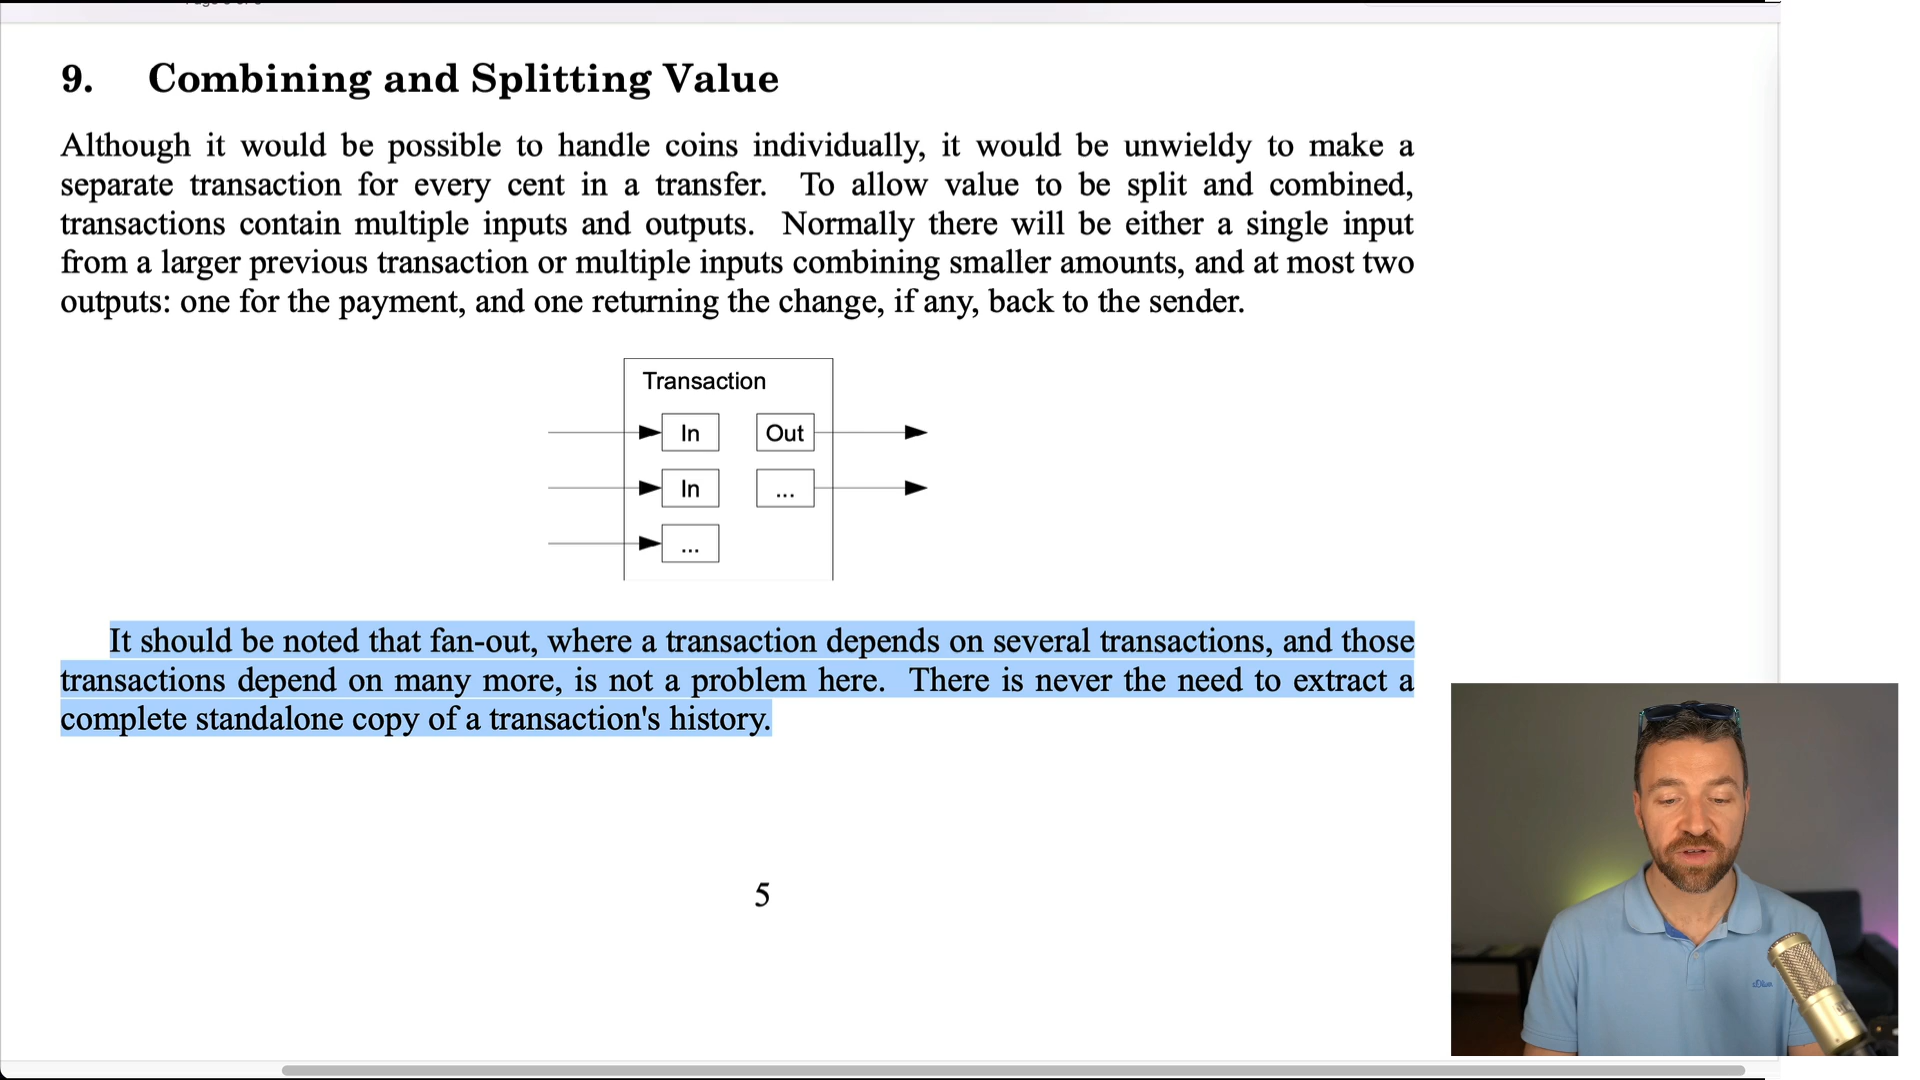 9. Combining and Splitting Value
Although it would be possible to handle coins individually, it would be unwieldy to make a
separate transaction for every cent in a transfer. To allow value to be split and combined,
transactions contain multiple inputs and outputs. Normally there will be either a single input
from a larger previous transaction or multiple inputs combining smaller amounts, and at most two
outputs: one for the payment, and one returning the change, if any, back to the sender.
Transaction
In Out
In ...
...
It should be noted that fan-out, where a transaction depends on several transactions, and those
transactions depend on many more, is not a problem here. There is never the need to extract a
complete standalone copy of a transaction's history.
5